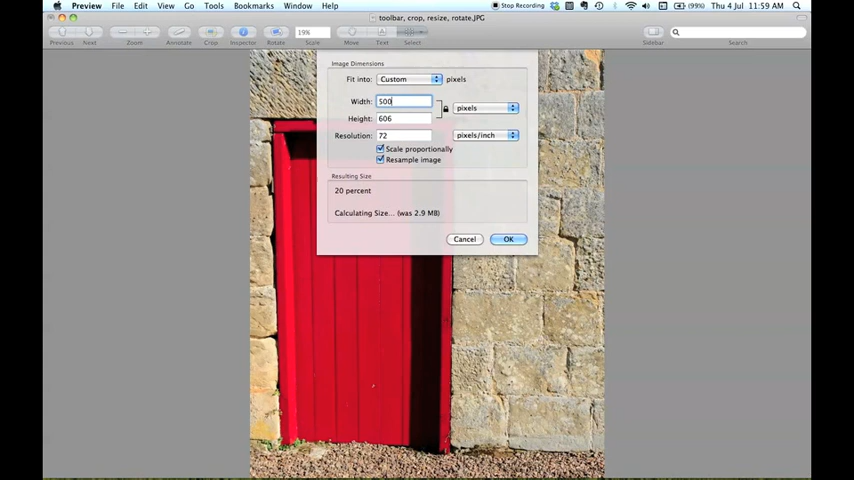 Preview File Edit View Go Tools Bookmarks Window Help Stop Recording (99%) Thu 4 Jul 11:59 AM
toolbar, crop, resize, rotate.JPG
19%
Previous Next Zoom Annotate Crop Inspector Rotate Scale Move Text Select Sidebar Search
Image Dimensions
Fit into: Custom pixels
Width: 500 pixels
Height: 606
Resolution: 72 pixels/inch
Scale proportionally
Resample image
Resulting Size
20 percent
Calculating Size... (was 2.9 MB)
Cancel OK